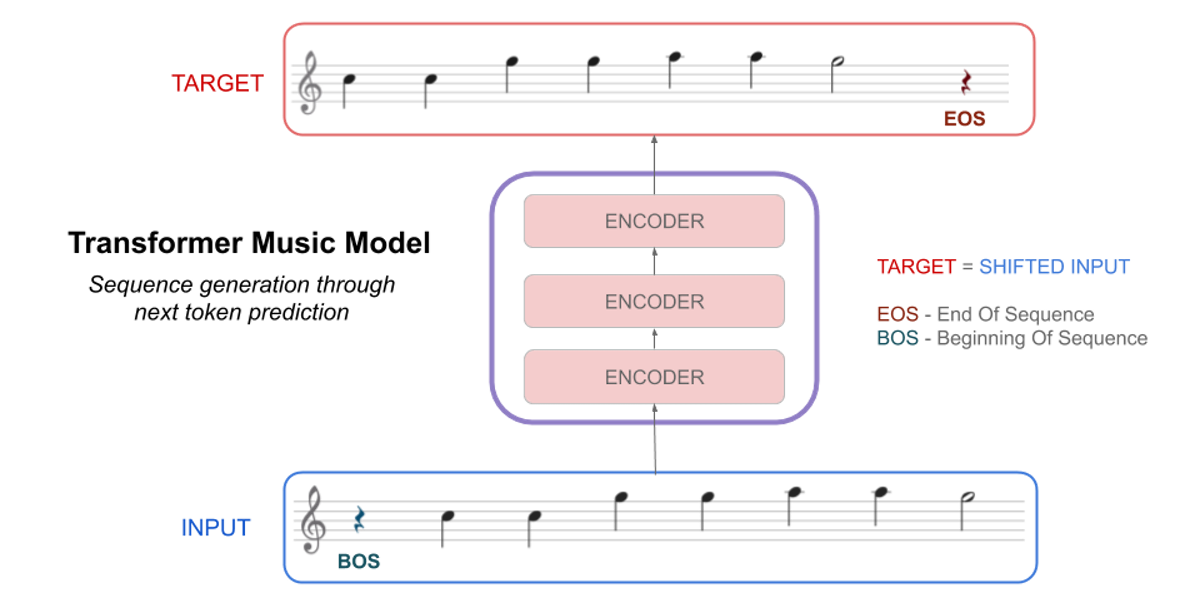 TARGET
EOS
ENCODER
Transformer Music Model
Sequence generation through
next token prediction
ENCODER
ENCODER
TARGET = SHIFTED INPUT
EOS - End Of Sequence
BOS - Beginning Of Sequence
INPUT
BOS